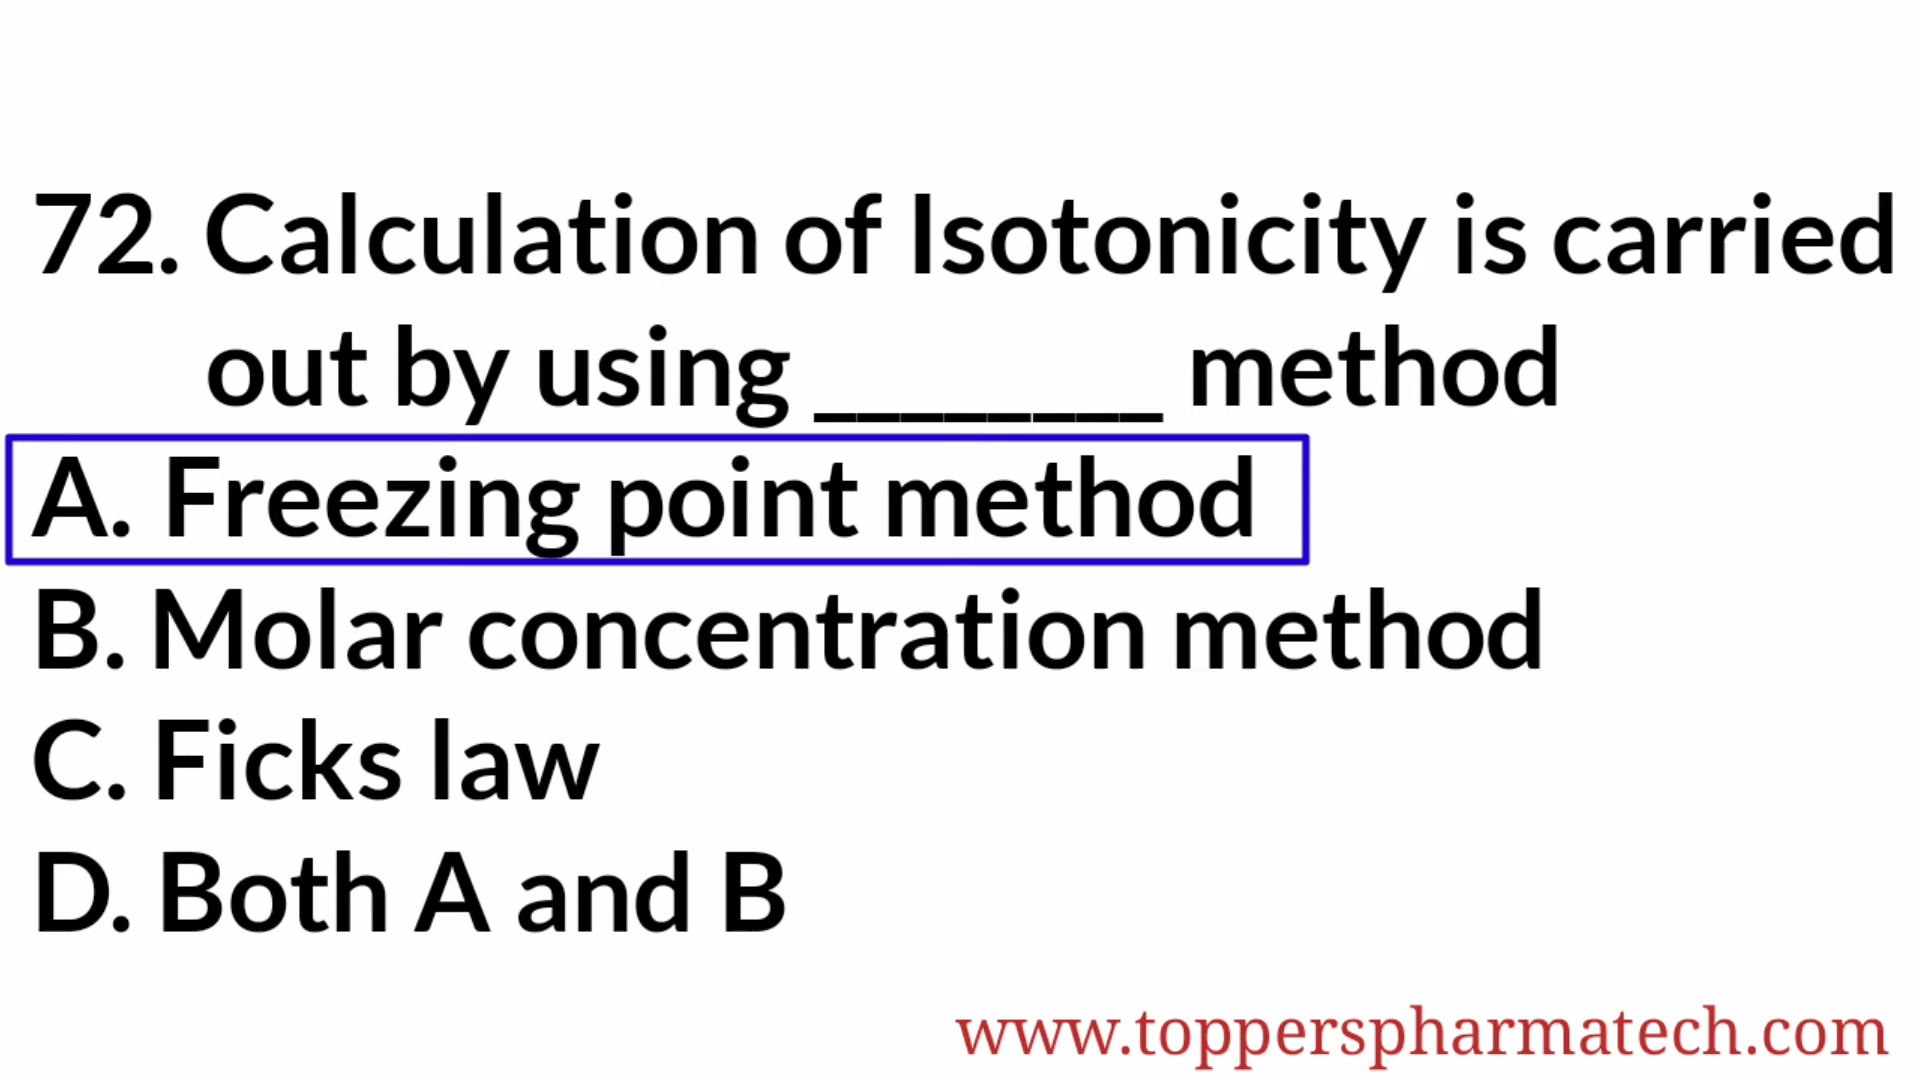 72. Calculation of Isotonicity is carried
out by using ________ method
A. Freezing point method
B. Molar concentration method
C. Ficks law
D. Both A and B
www.topperspharmatech.com